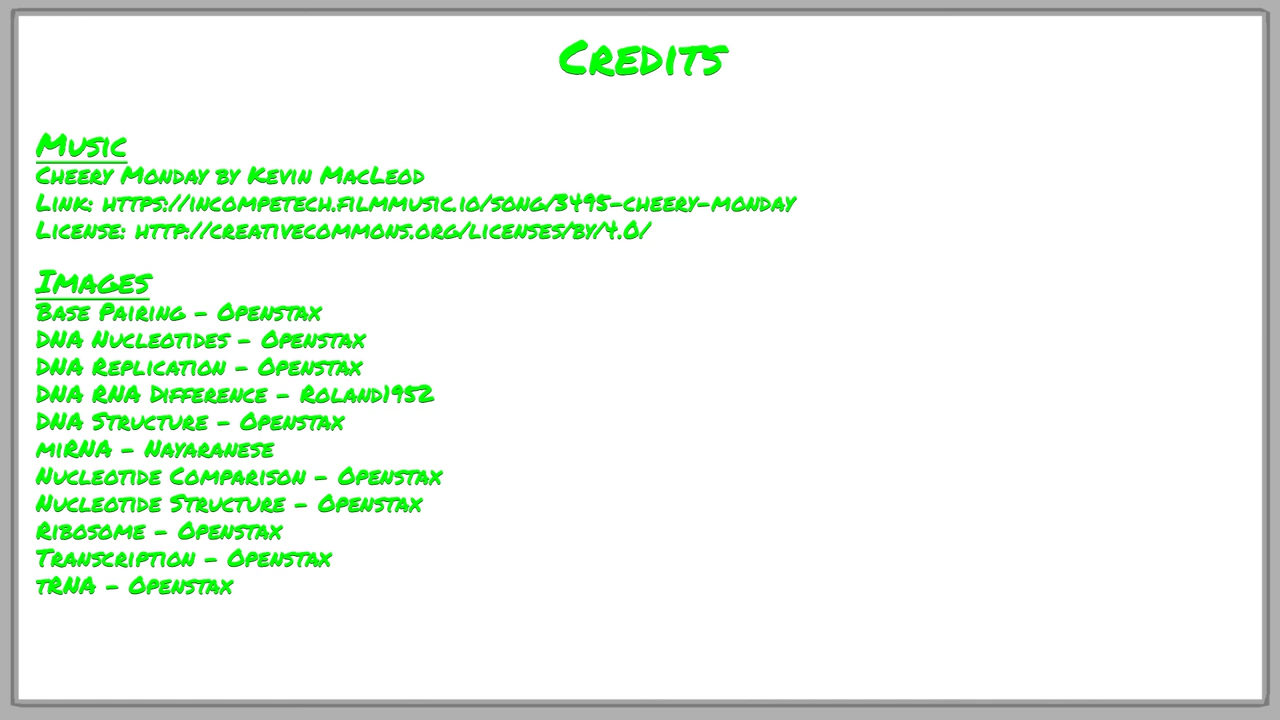 Credits
Music
Cheery Monday by Kevin MacLeod
Link: https://incompetech.filmmusic.io/song/3495-cheery-monday
License: http://creativecommons.org/licenses/by/4.0/
Images
Base Pairing - Openstax
DNA Nucleotides - Openstax
DNA Replication - Openstax
DNA RNA Difference - Roland1952
DNA Structure - Openstax
miRNA - Nayaranese
Nucleotide Comparison - Openstax
Nucleotide Structure - Openstax
Ribosome - Openstax
Transcription - Openstax
tRNA - Openstax